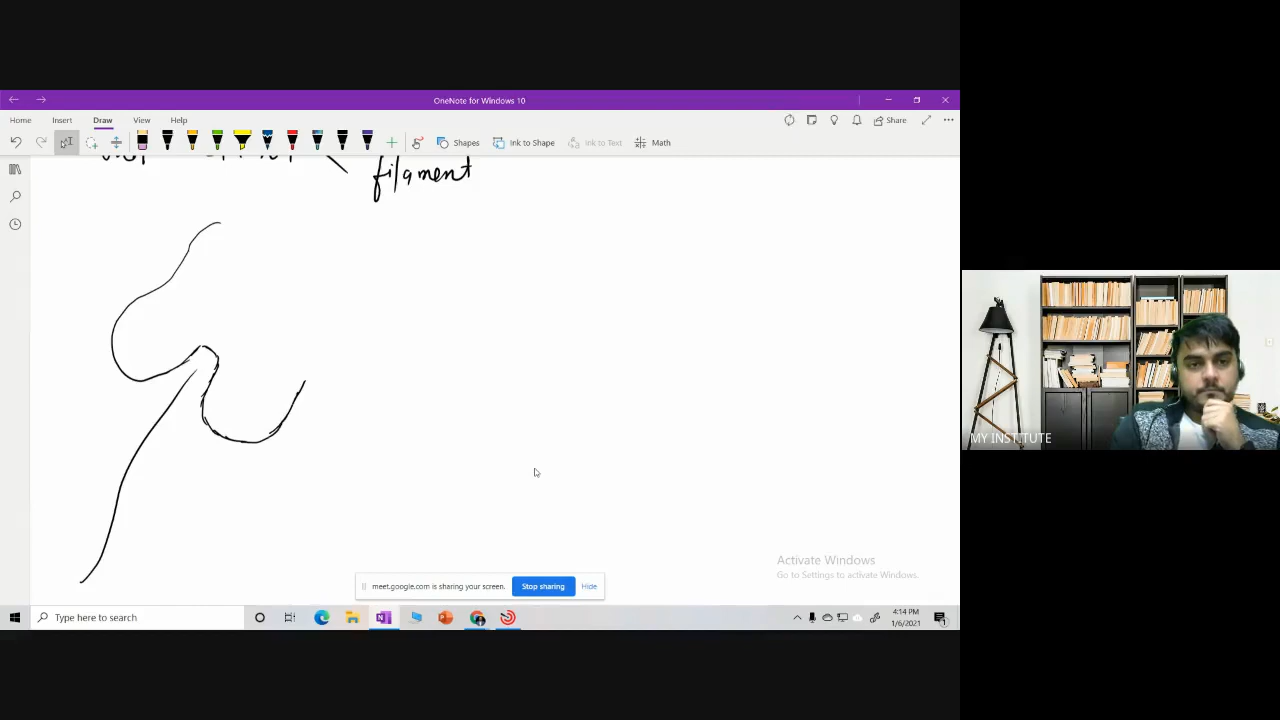 OneNote for Windows 10
Home Insert Draw View Help
Share
Shapes Ink to Shape Ink to Text Math
filament
MY INSTITUTE
Activate Windows
Go to Settings to activate Windows.
meet.google.com is sharing your screen. Stop sharing Hide
Type here to search
4:14 PM
1/6/2021